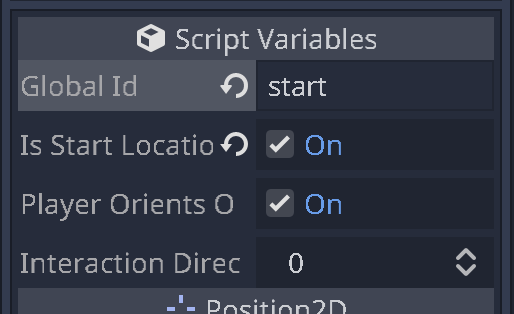 Script Variables
Global Id start
Is Start Locatio On
Player Orients O On
Interaction Direc 0
Position2D